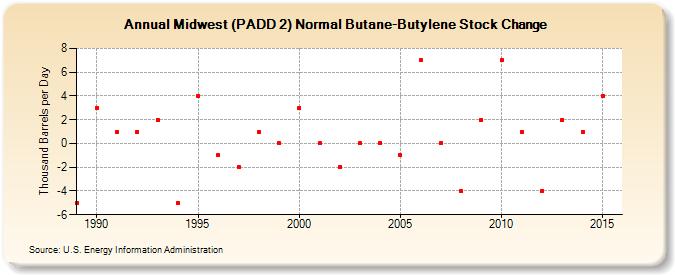 Annual Midwest (PADD 2) Normal Butane-Butylene Stock Change
Thousand Barrels per Day
8
6
4
2
0
-2
-4
-6
1990 1995 2000 2005 2010 2015
Source: U.S. Energy Information Administration